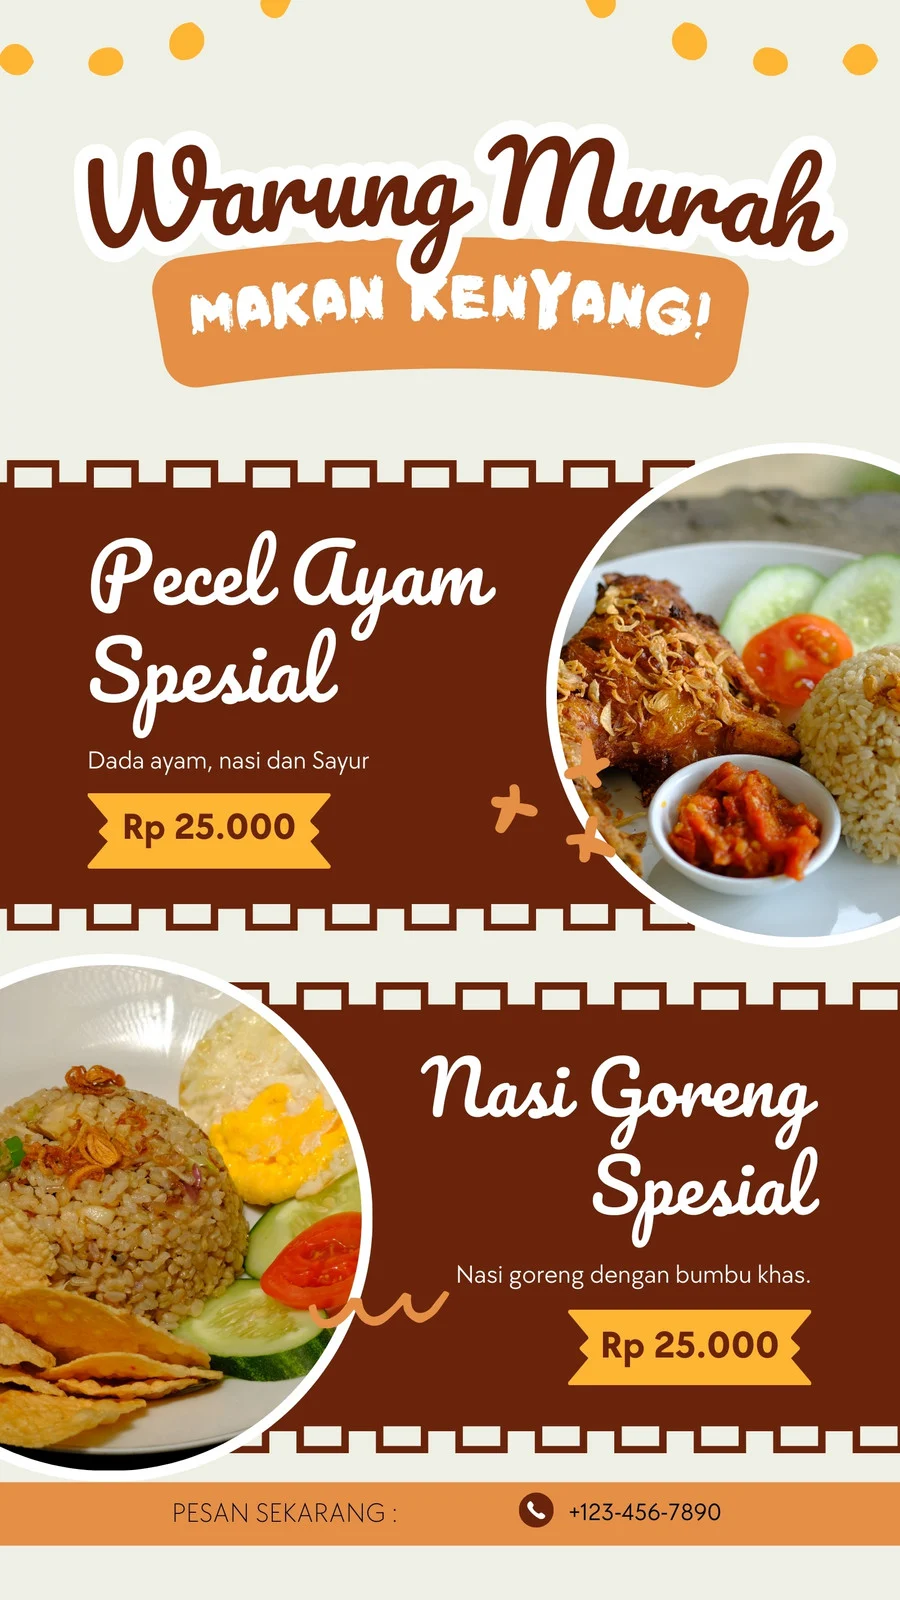 Warung Murah
MAKAN KENYANG!
Pecel Ayam
Spesial
Dada ayam, nasi dan Sayur
Rp 25.000
Nasi Goreng
Spesial
Nasi goreng dengan bumbu khas.
Rp 25.000
PESAN SEKARANG : +123-456-7890